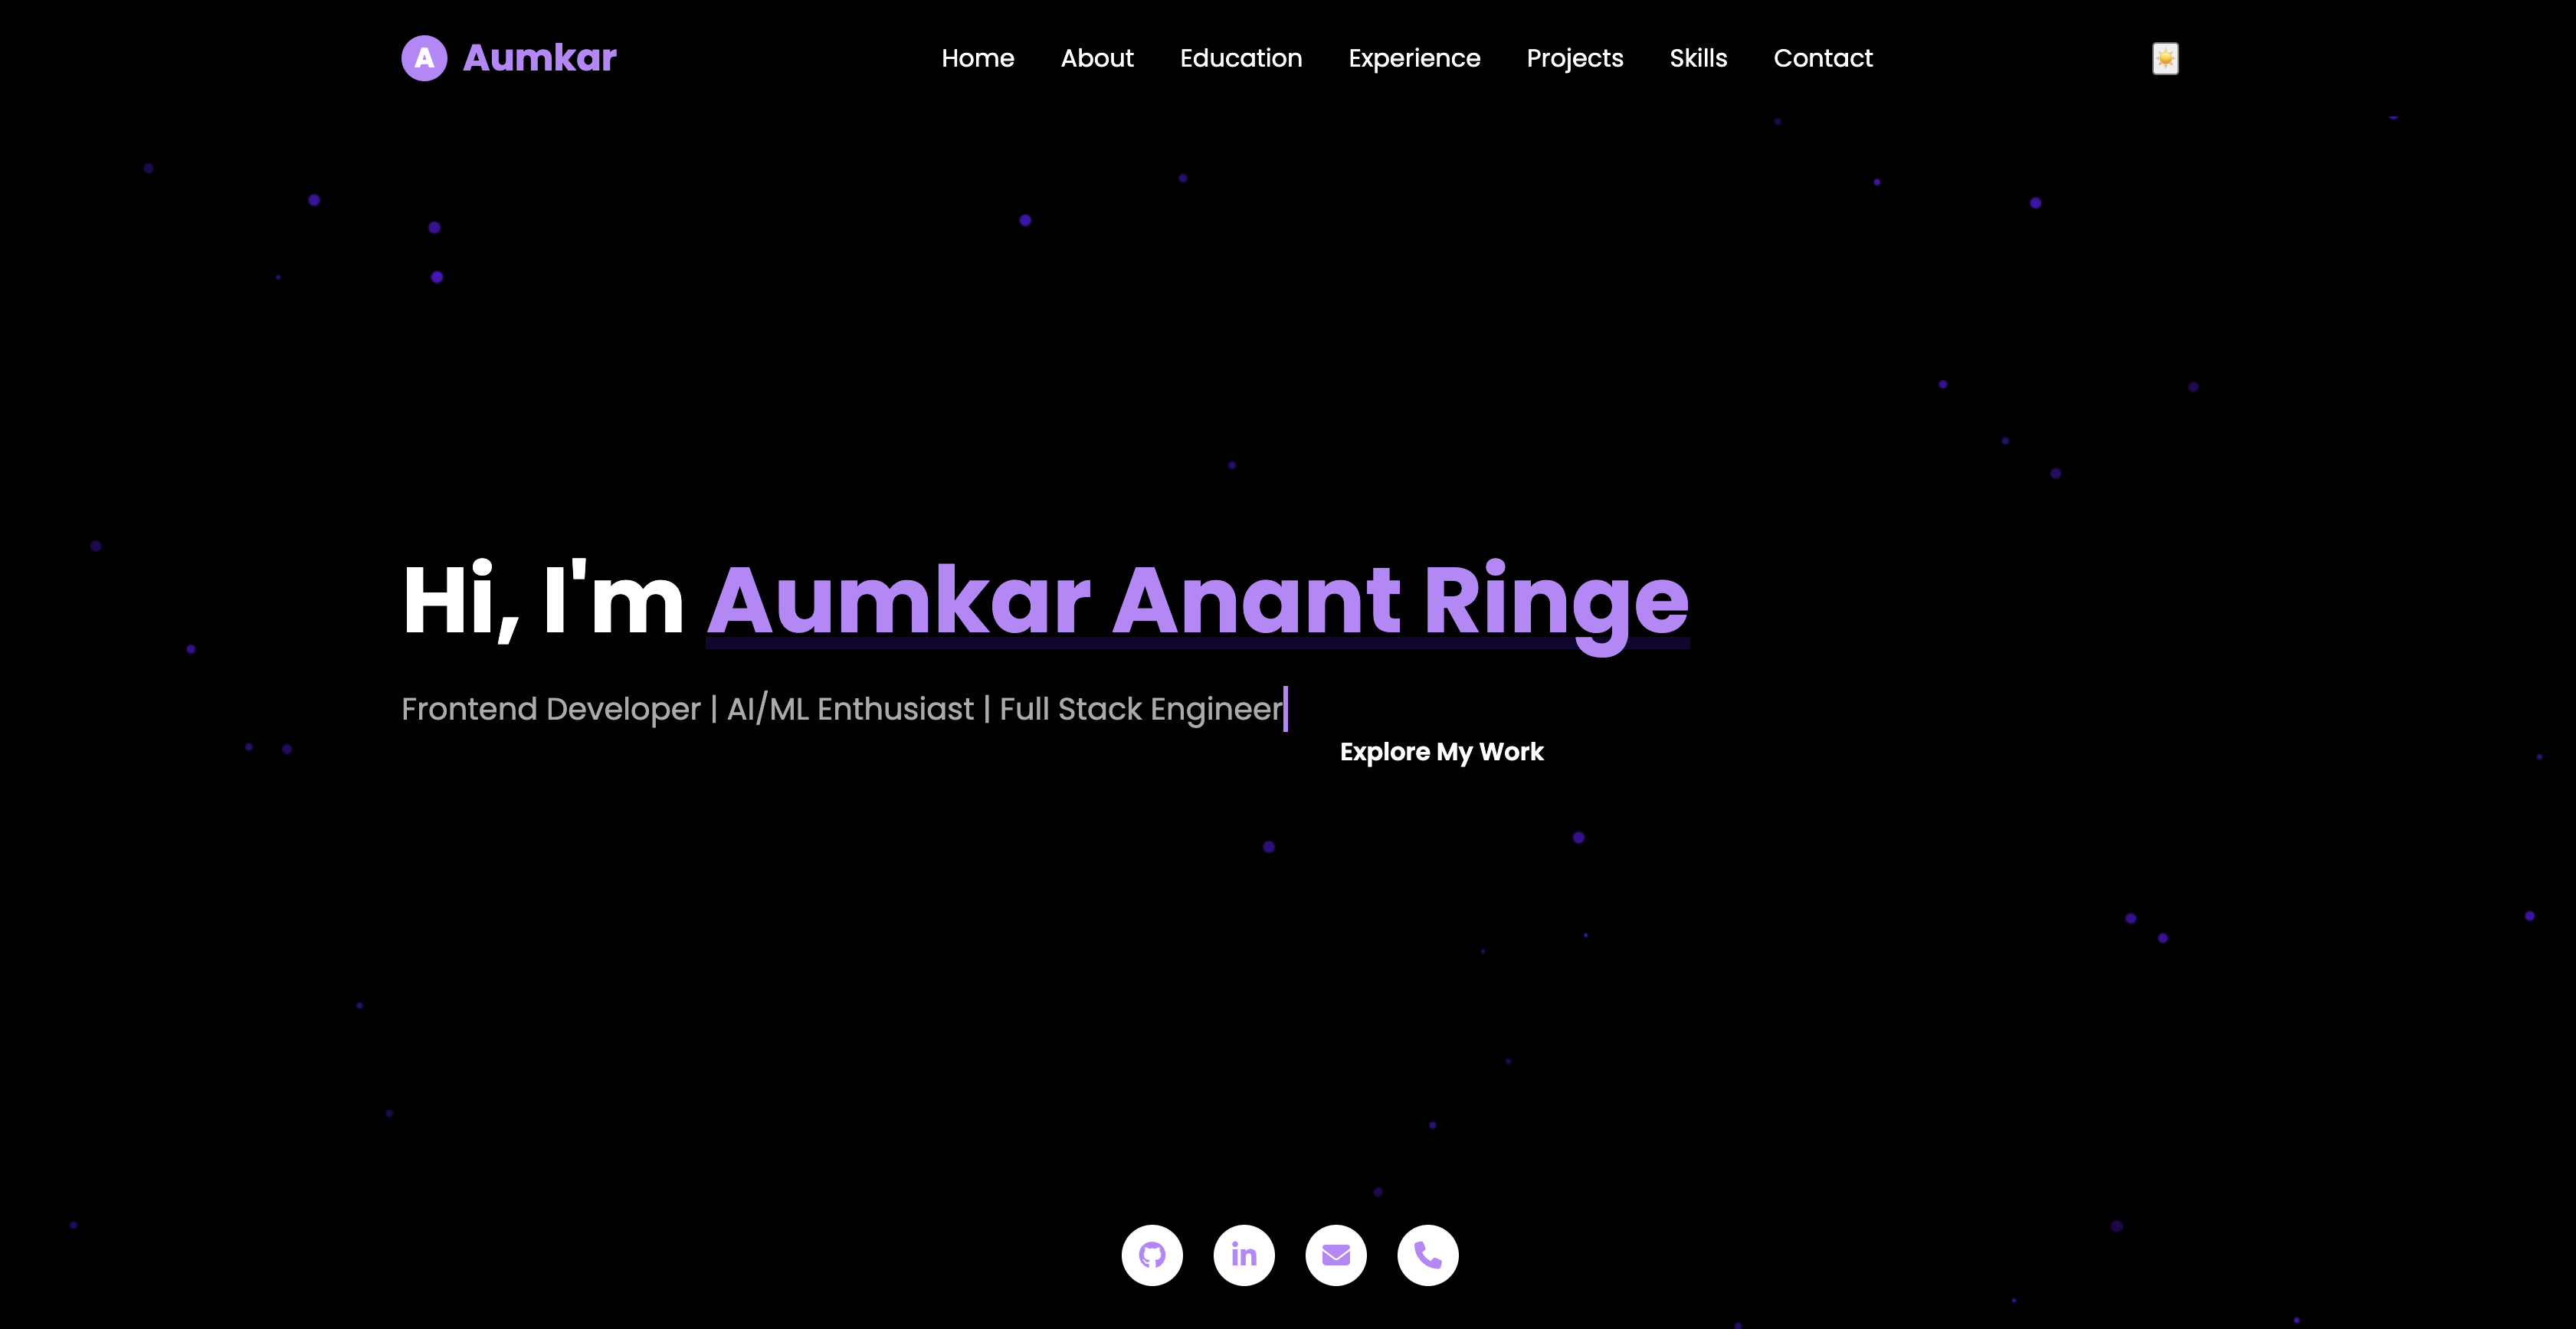 A Aumkar Home About Education Experience Projects Skills Contact
Hi, I'm Aumkar Anant Ringe
Frontend Developer | AI/ML Enthusiast | Full Stack Engineer
Explore My Work
in